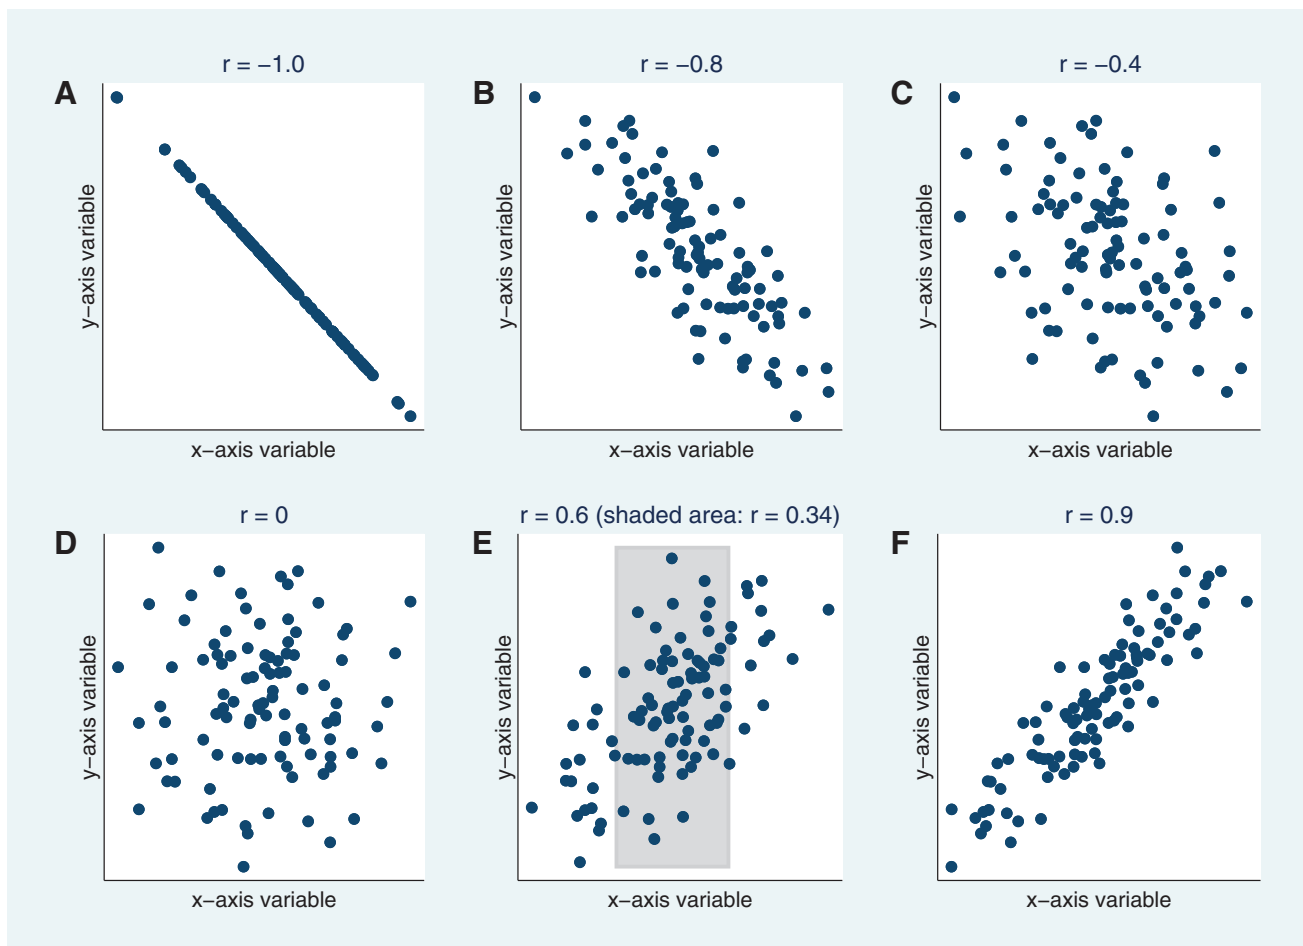 r = −1.0
A
y−axis variable
x−axis variable
r = −0.8
B
y−axis variable
x−axis variable
r = −0.4
C
y−axis variable
x−axis variable
r = 0
D
y−axis variable
x−axis variable
r = 0.6 (shaded area: r = 0.34)
E
y−axis variable
x−axis variable
r = 0.9
F
y−axis variable
x−axis variable